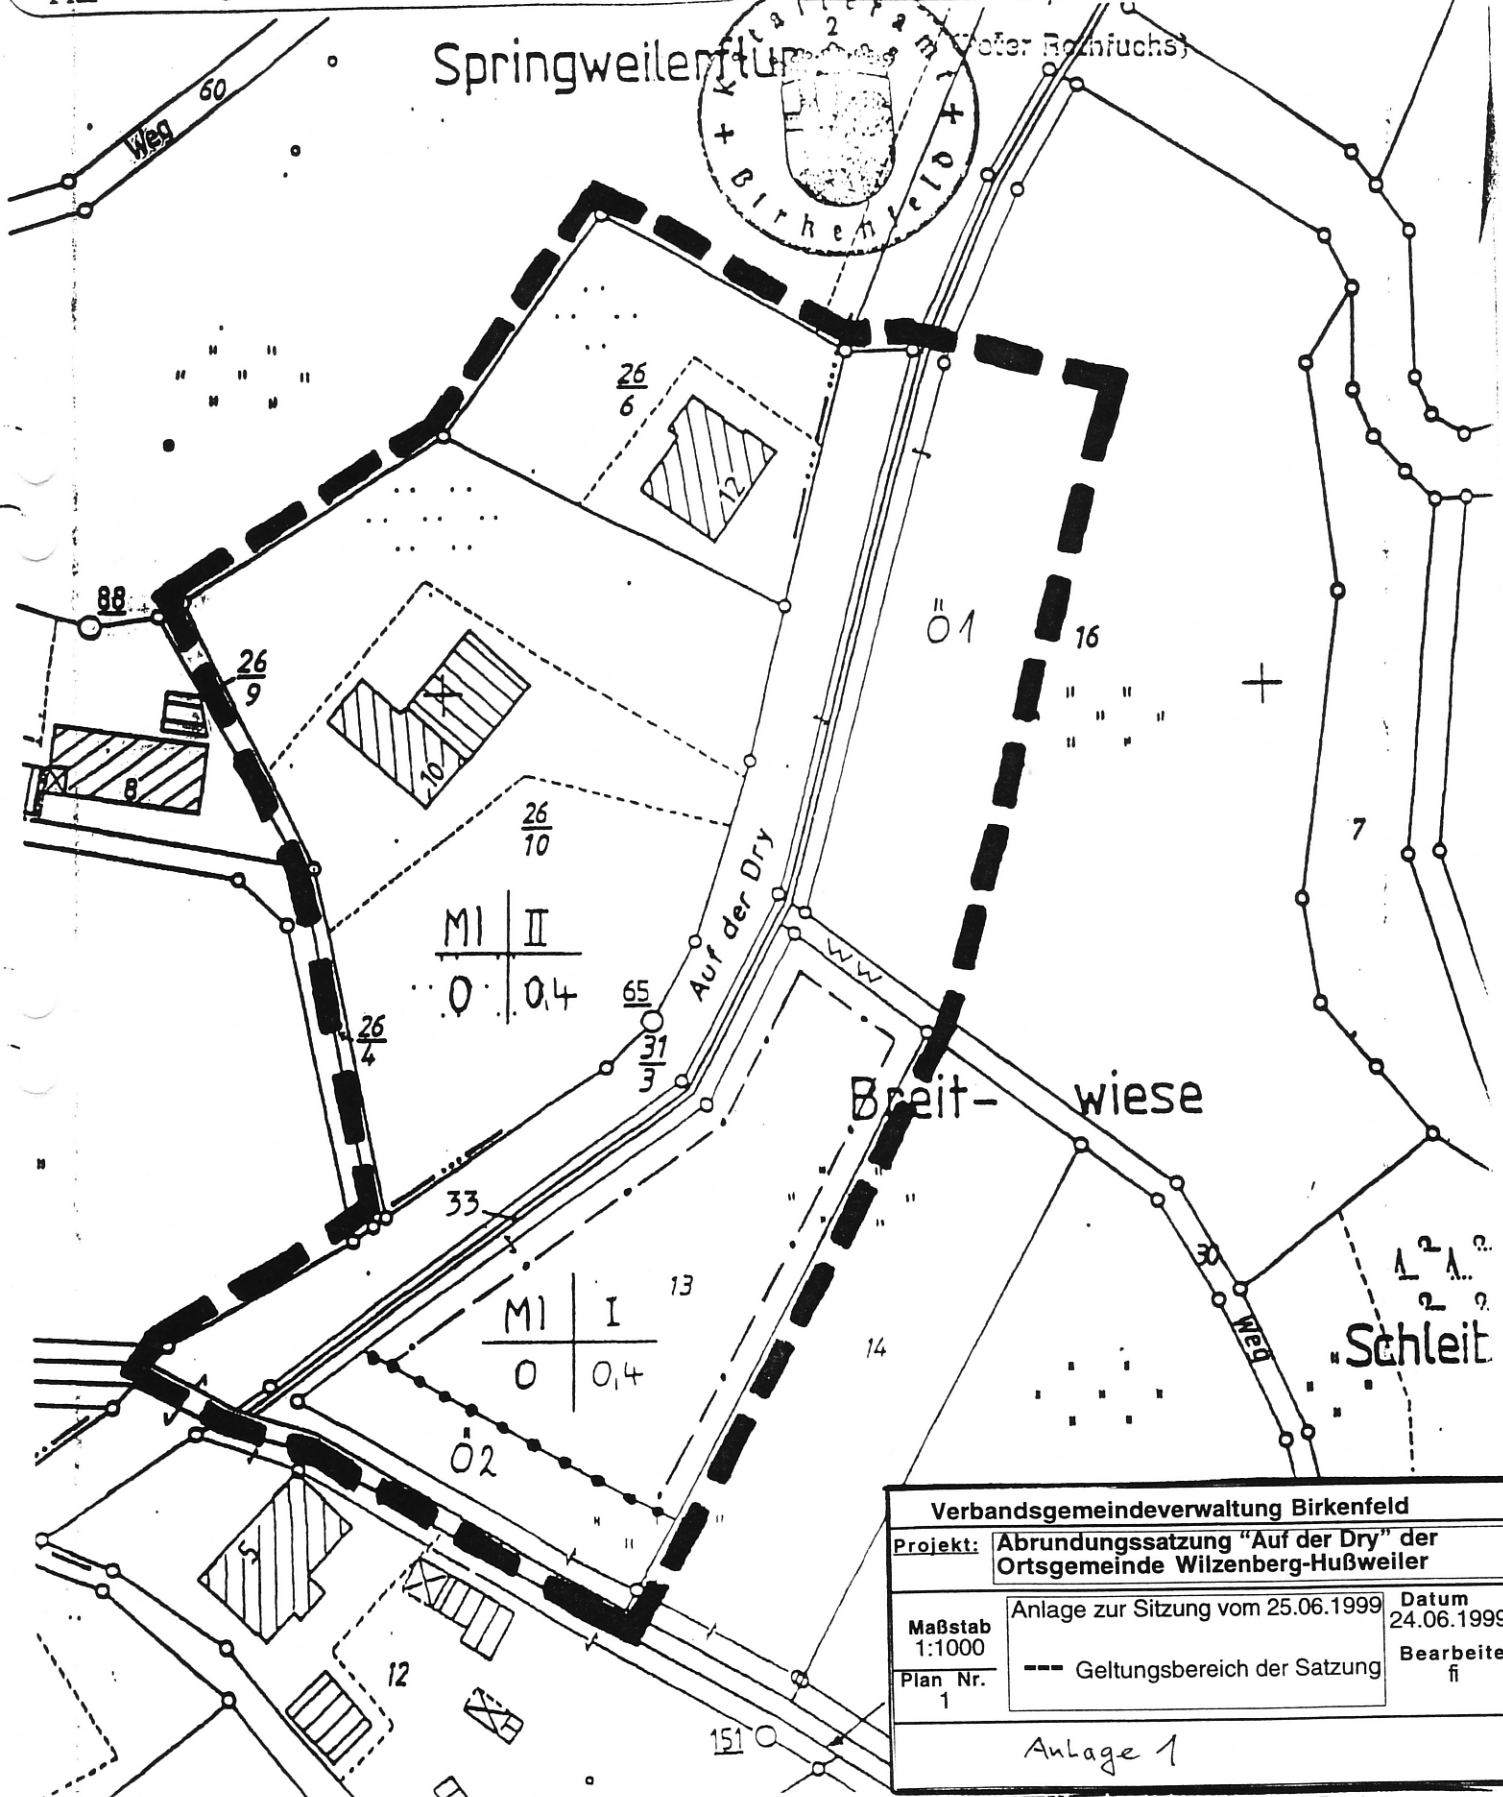 60
Weg
Springweilerflur
2
Katasteramt
+ Birkenfeld +
26
6
12
88
26
9
8
10
26
10
Ö1
16
7
Auf der Dry
MI II
O 0,4
65
31
3
26
4
W W
Breit-
wiese
33
13
14
MI I
O 0,4
Ö2
30
Weg
Schleit
5
12
151
Verbandsgemeindeverwaltung Birkenfeld
Projekt: Abrundungssatzung "Auf der Dry" der
Ortsgemeinde Wilzenberg-Hußweiler
Maßstab
1:1000
Plan Nr.
1
Anlage zur Sitzung vom 25.06.1999
Geltungsbereich der Satzung
Datum
24.06.1999
Bearbeite
fi
Anlage 1